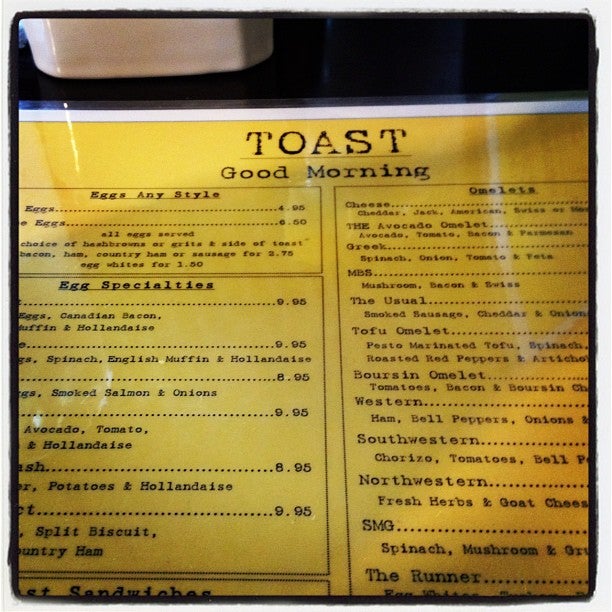 TOAST
Good Morning
Eggs Any Style
Eggs..........4.95
Eggs..........6.50
all eggs served
choice of hashbrowns or grits & side of toast
bacon, ham, country ham or sausage for 2.75
egg whites for 1.50
Egg Specialties
..........9.95
Eggs, Canadian Bacon,
Muffin & Hollandaise
..........9.95
Spinach, English Muffin & Hollandaise
..........8.95
Smoked Salmon & Onions
..........9.95
Avocado, Tomato,
& Hollandaise
..........8.95
Potatoes & Hollandaise
..........9.95
, Split Biscuit,
Country Ham
Sandwiches
Omelets
Cheese..........
Cheddar, Jack, American, Swiss or
THE Avocado Omelet..........
Avocado, Tomato, Bacon & Parmesan
Greek..........
Spinach, Onion, Tomato & Feta
MBS..........
Mushroom, Bacon & Swiss
The Usual..........
Smoked Sausage, Cheddar & Onion
Tofu Omelet..........
Pesto Marinated Tofu, Spinach,
Roasted Red Peppers & Articho
Boursin Omelet..........
Tomatoes, Bacon & Boursin Ch
Western..........
Ham, Bell Peppers, Onions &
Southwestern..........
Chorizo, Tomatoes, Bell P
Northwestern..........
Fresh Herbs & Goat Chees
SMG..........
Spinach, Mushroom & Gru
The Runner..........
Egg Whites,